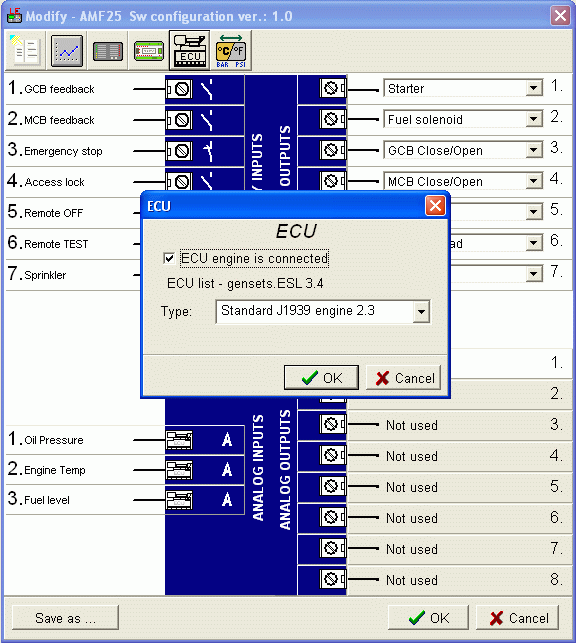 Modify - AMF25 Sw configuration ver.: 1.0
ECU
°C/°F
BAR PSI
1. GCB feedback
Starter 1.
2. MCB feedback
Fuel solenoid 2.
3. Emergency stop
GCB Close/Open 3.
4. Access lock
MCB Close/Open 4.
5. Remote OFF
5.
6. Remote TEST
ad 6.
7. Sprinkler
7.
Y INPUTS
OUTPUTS
ECU
ECU
ECU engine is connected
ECU list - gensets.ESL 3.4
Type: Standard J1939 engine 2.3
OK Cancel
1.
2.
Not used 3.
1. Oil Pressure A
Not used 4.
2. Engine Temp A
Not used 5.
3. Fuel level A
Not used 6.
Not used 7.
Not used 8.
ANALOG INPUTS
ANALOG OUTPUTS
Save as ... OK Cancel